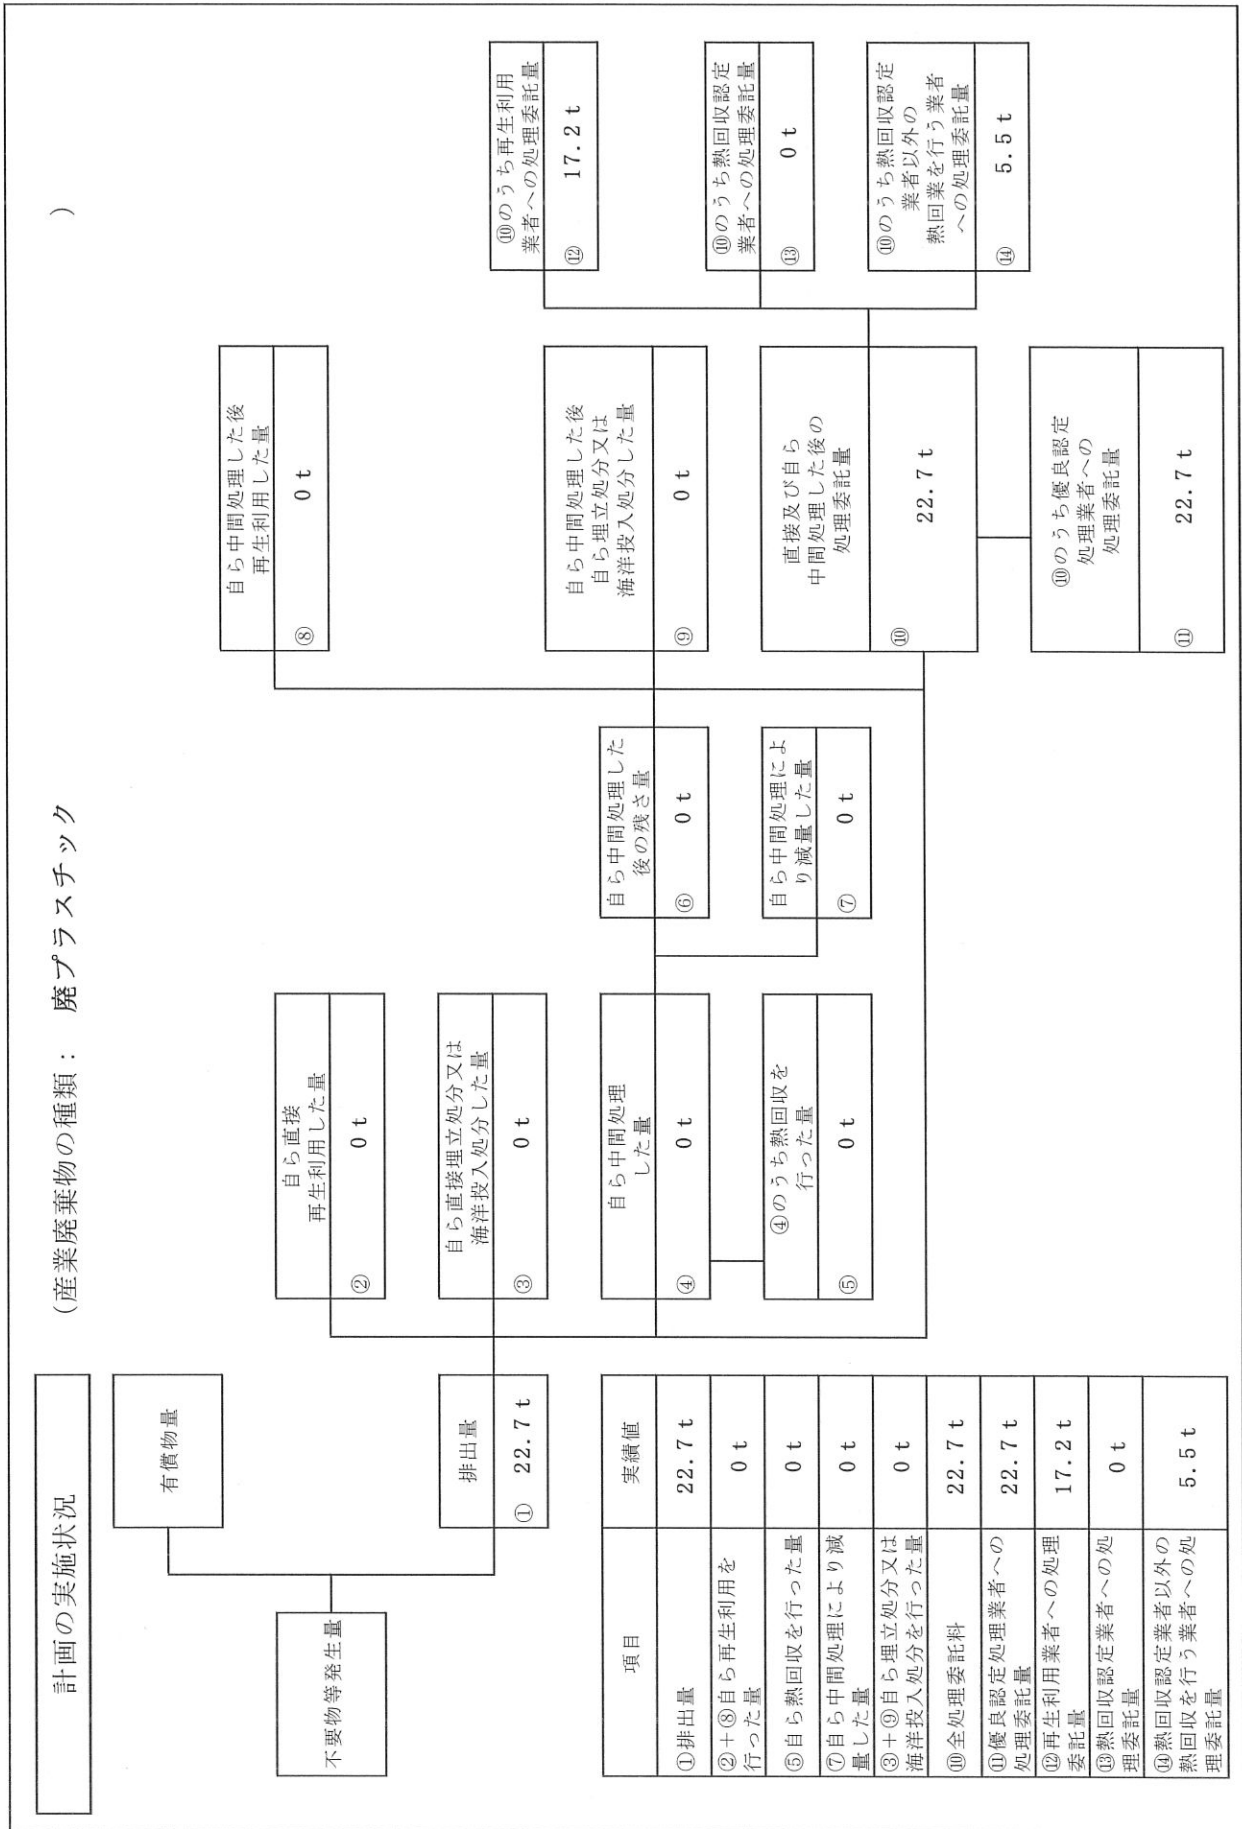 計画の実施状況
(産業廃棄物の種類: 廃プラスチック )
不要物等発生量
有償物量
排出量
① 22.7 t
自ら直接
再生利用した量
② 0 t
自ら直接埋立処分又は
海洋投入処分した量
③ 0 t
自ら中間処理
した量
④ 0 t
④のうち熱回収を
行った量
⑤ 0 t
自ら中間処理した
後の残さ量
⑥ 0 t
自ら中間処理によ
り減量した量
⑦ 0 t
自ら中間処理した後
再生利用した量
⑧ 0 t
自ら中間処理した後
自ら埋立処分又は
海洋投入処分した量
⑨ 0 t
直接及び自ら
中間処理した後の
処理委託量
⑩ 22.7 t
⑩のうち優良認定
処理業者への
処理委託量
⑪ 22.7 t
⑩のうち再生利用
業者への処理委託量
⑫ 17.2 t
⑩のうち熱回収認定
業者への処理委託量
⑬ 0 t
⑩のうち熱回収認定
業者以外の
熱回業を行う業者
への処理委託量
⑭ 5.5 t
項目 実績値
①排出量 22.7 t
②+⑧自ら再生利用を
行った量 0 t
⑤自ら熱回収を行った量 0 t
⑦自ら中間処理により減
量した量 0 t
③+⑨自ら埋立処分又は
海洋投入処分を行った量 0 t
⑩全処理委託料 22.7 t
⑪優良認定処理業者への
処理委託量 22.7 t
⑫再生利用業者への処理
委託量 17.2 t
⑬熱回収認定業者への処
理委託量 0 t
⑭熱回収認定業者以外の
熱回収を行う業者への処
理委託量 5.5 t